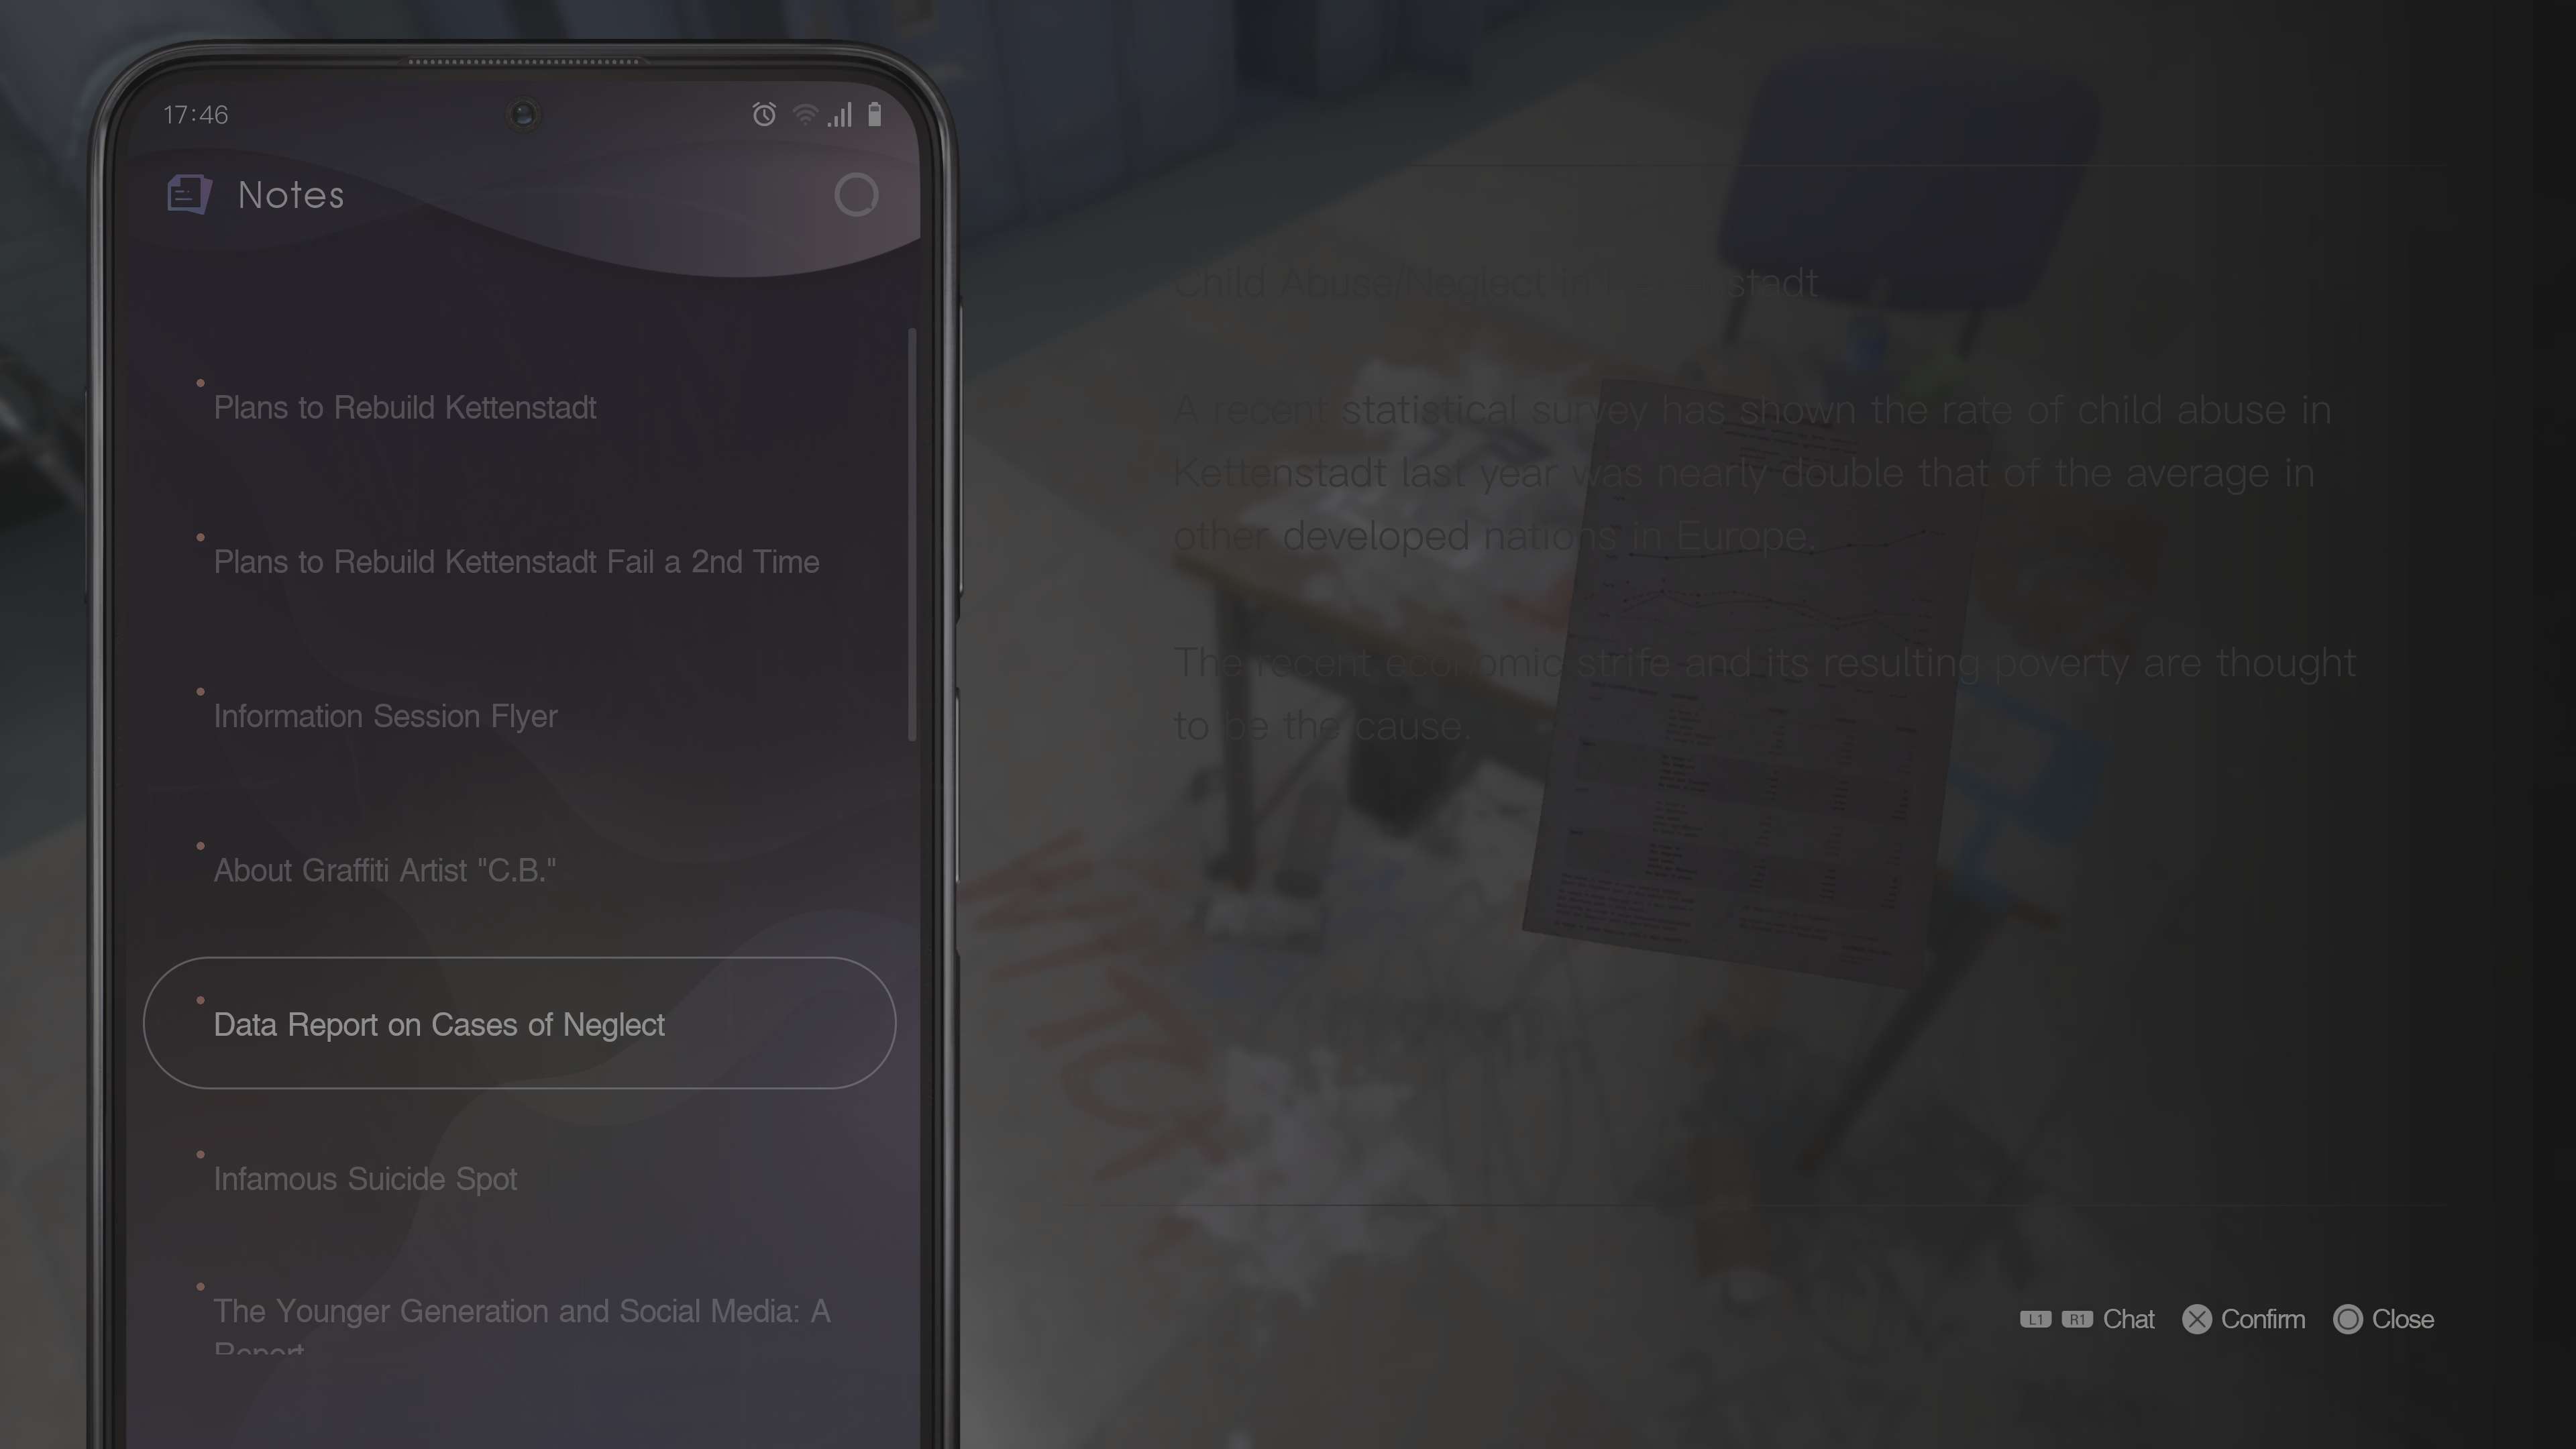 17:46
Notes
Plans to Rebuild Kettenstadt
Plans to Rebuild Kettenstadt Fail a 2nd Time
Information Session Flyer
About Graffiti Artist "C.B."
Data Report on Cases of Neglect
Infamous Suicide Spot
The Younger Generation and Social Media: A
Report
Child Abuse/Neglect in Kettenstadt
A recent statistical survey has shown the rate of child abuse in
Kettenstadt last year was nearly double that of the average in
other developed nations in Europe.
The recent economic strife and its resulting poverty are thought
to be the cause.
WITCH
L1 R1 Chat Confirm Close